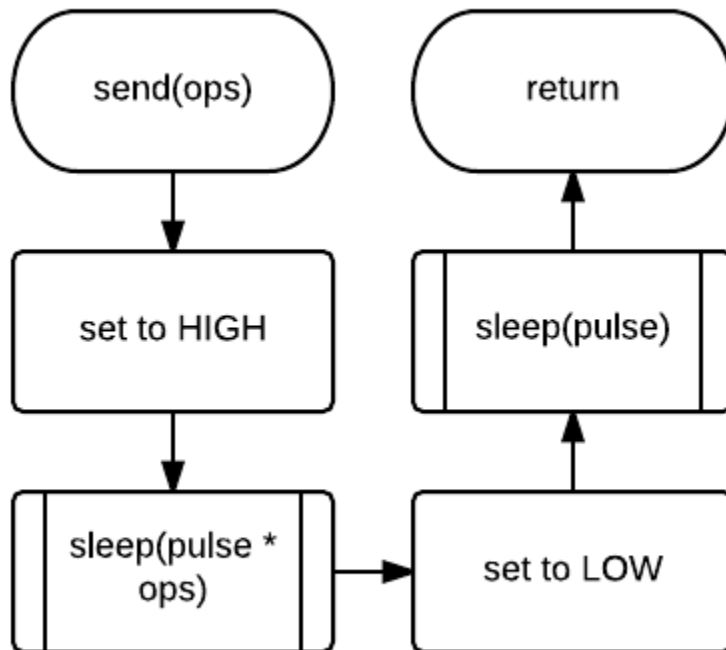 send(ops)
set to HIGH
sleep(pulse *
ops)
set to LOW
sleep(pulse)
return